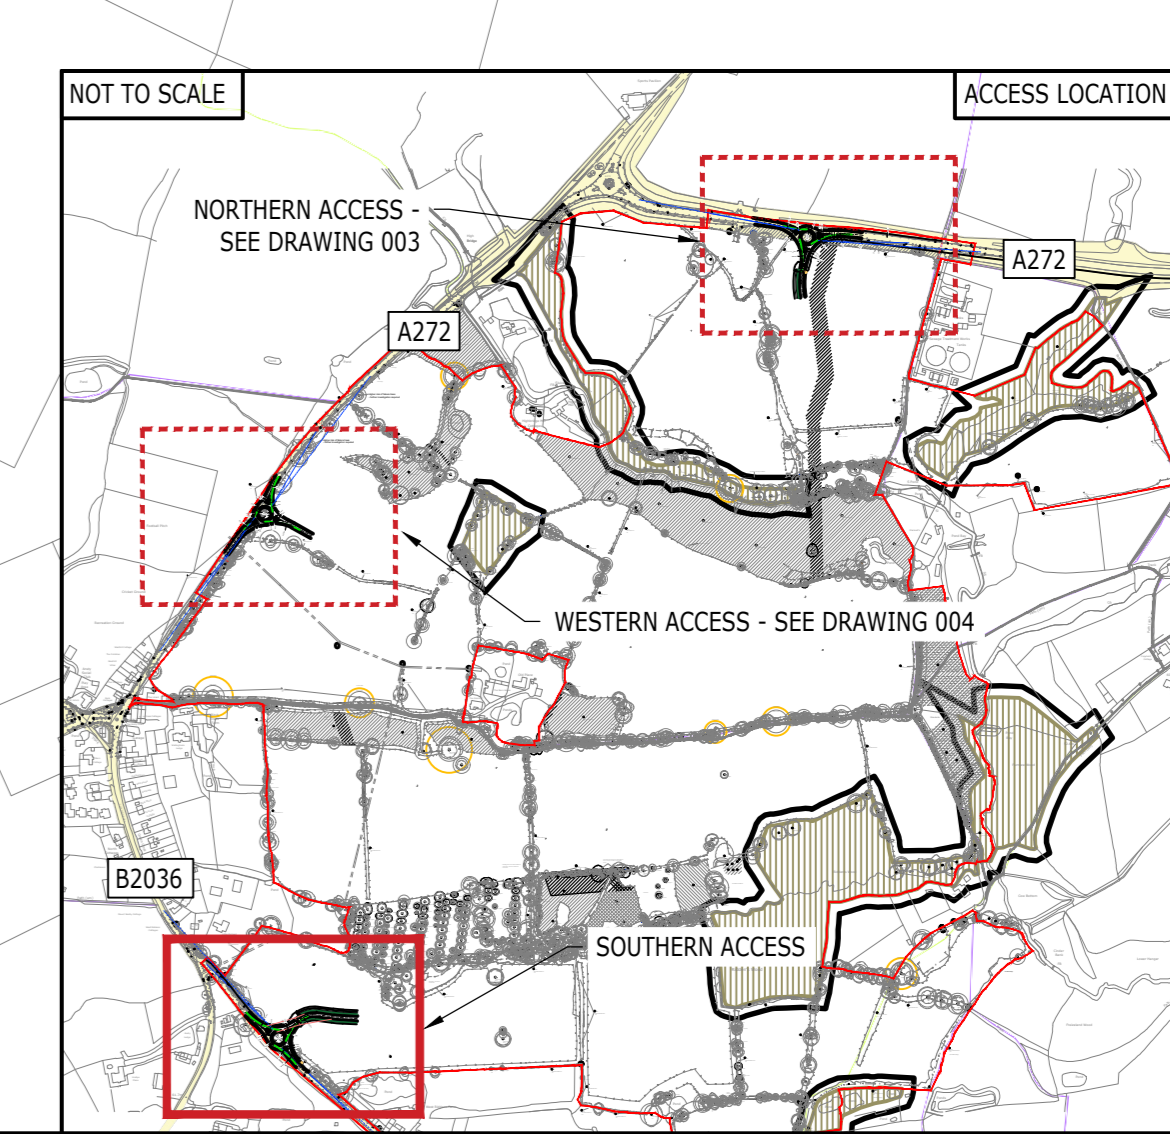 NOT TO SCALE
ACCESS LOCATION
NORTHERN ACCESS -
SEE DRAWING 003
A272
A272
WESTERN ACCESS - SEE DRAWING 004
B2036
SOUTHERN ACCESS